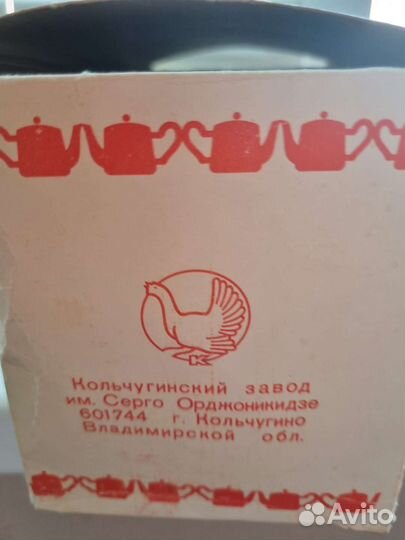 К
Кольчугинский завод
им. Серго Орджоникидзе
601744 г. Кольчугино
Владимирской обл.
Avito